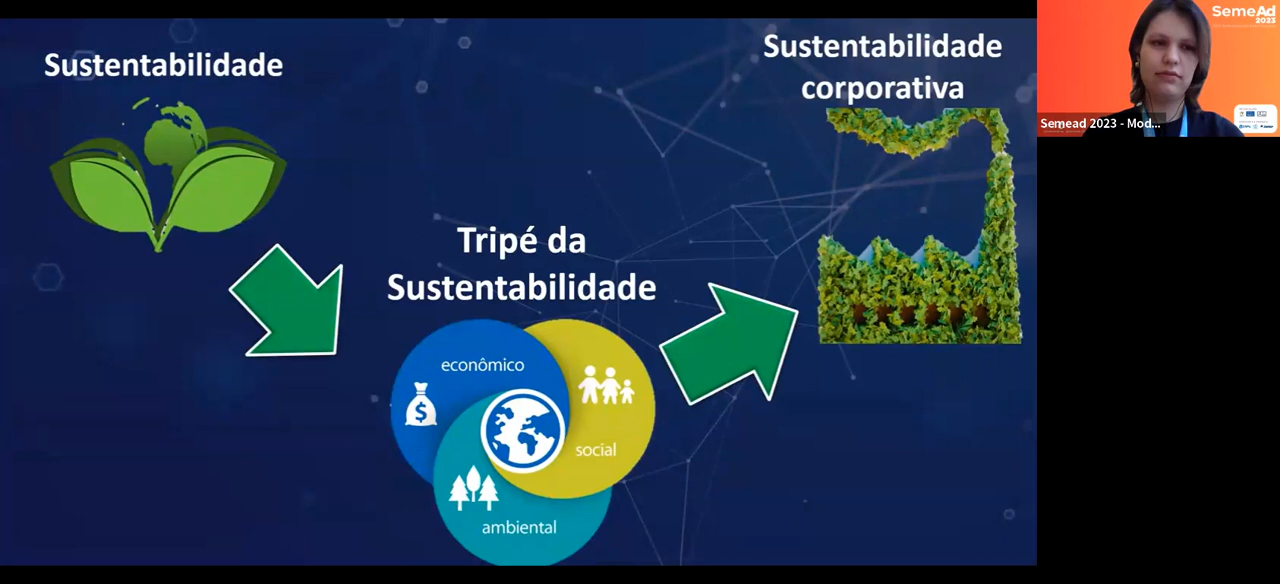 Sustentabilidade
Sustentabilidade
corporativa
Tripé da
Sustentabilidade
econômico
$
social
ambiental
SemeAd
2023
Semead 2023 - Mod...